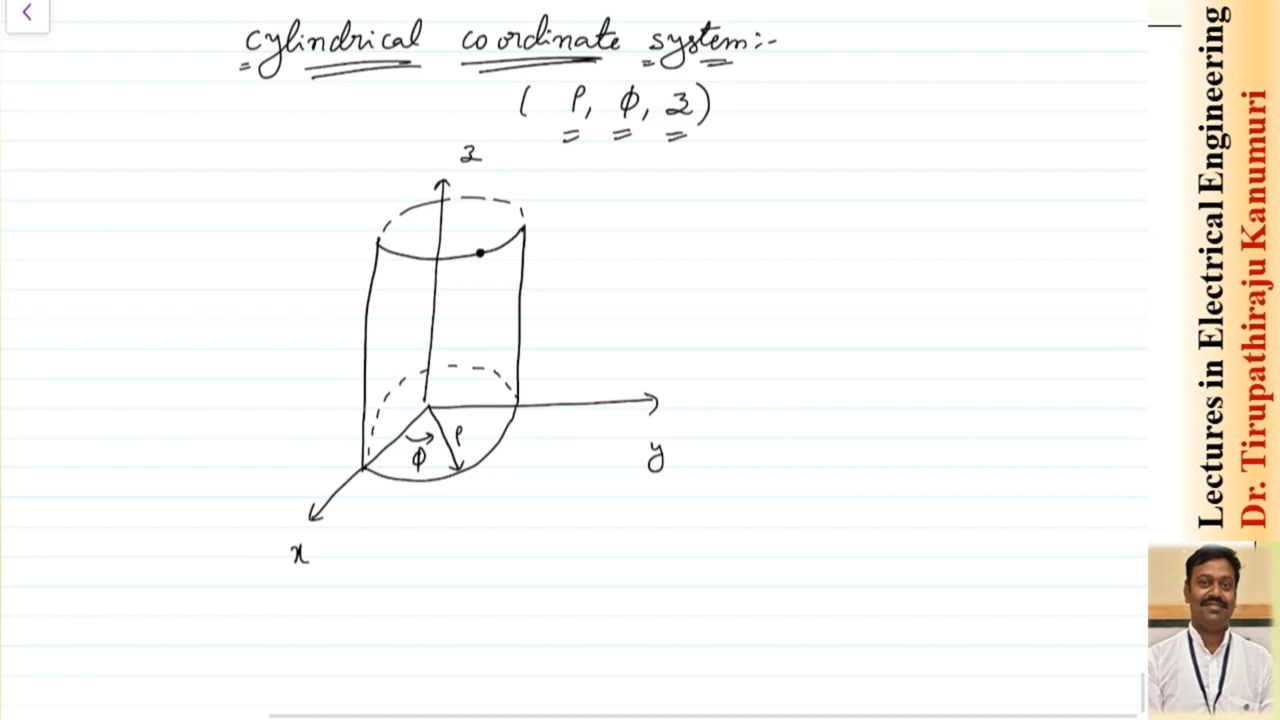 cylindrical coordinate system:-
( ρ, ϕ, z)
z
ρ
ϕ
y
x
Lectures in Electrical Engineering
Dr. Tirupathiraju Kanumuri